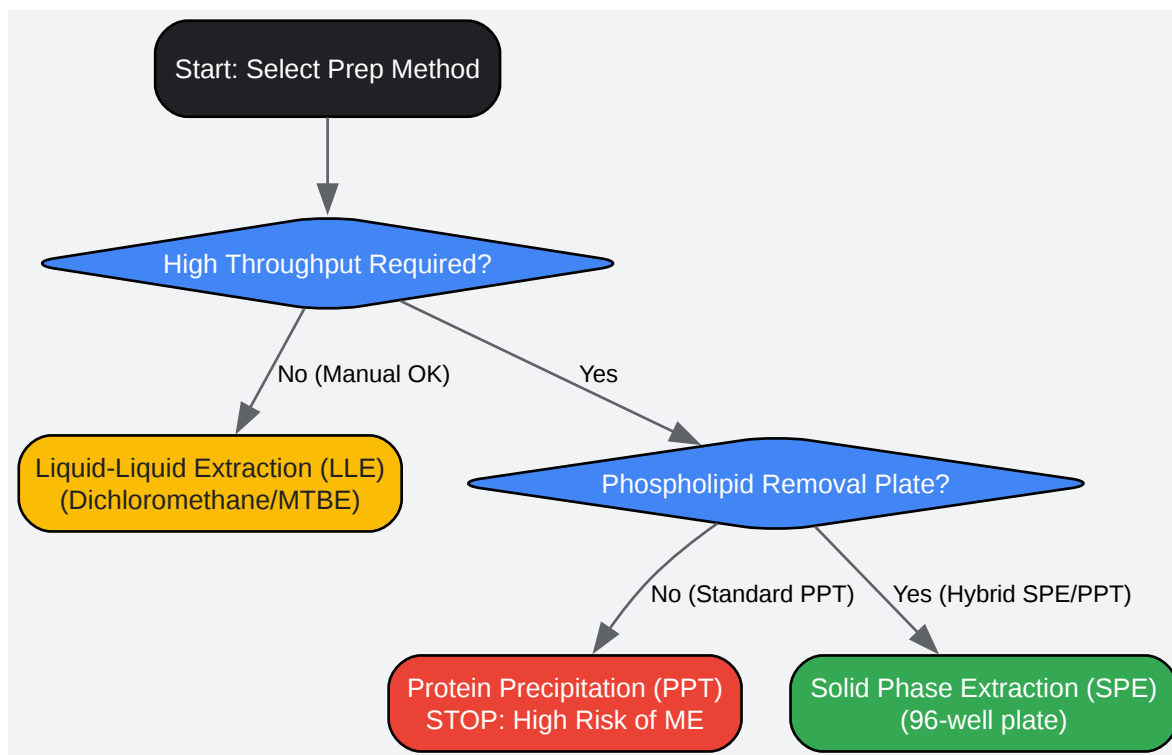 Start: Select Prep Method
High Throughput Required?
No (Manual OK)
Yes
Liquid-Liquid Extraction (LLE)
(Dichloromethane/MTBE)
Phospholipid Removal Plate?
No (Standard PPT)
Yes (Hybrid SPE/PPT)
Protein Precipitation (PPT)
STOP: High Risk of ME
Solid Phase Extraction (SPE)
(96-well plate)